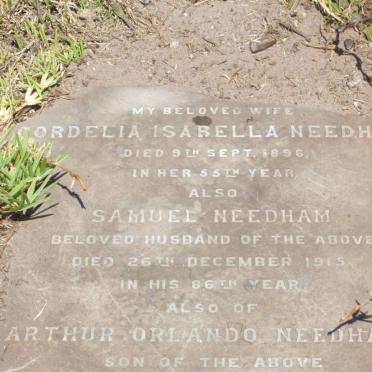 MY BELOVED WIFE
CORDELIA ISABELLA NEEDH
DIED 9TH SEPT. 1896,
IN HER 55TH YEAR.
ALSO
SAMUEL NEEDHAM
BELOVED HUSBAND OF THE ABOVE
DIED 26TH DECEMBER 1915,
IN HIS 86TH YEAR.
ALSO OF
ARTHUR ORLANDO NEEDHA
SON OF THE ABOVE